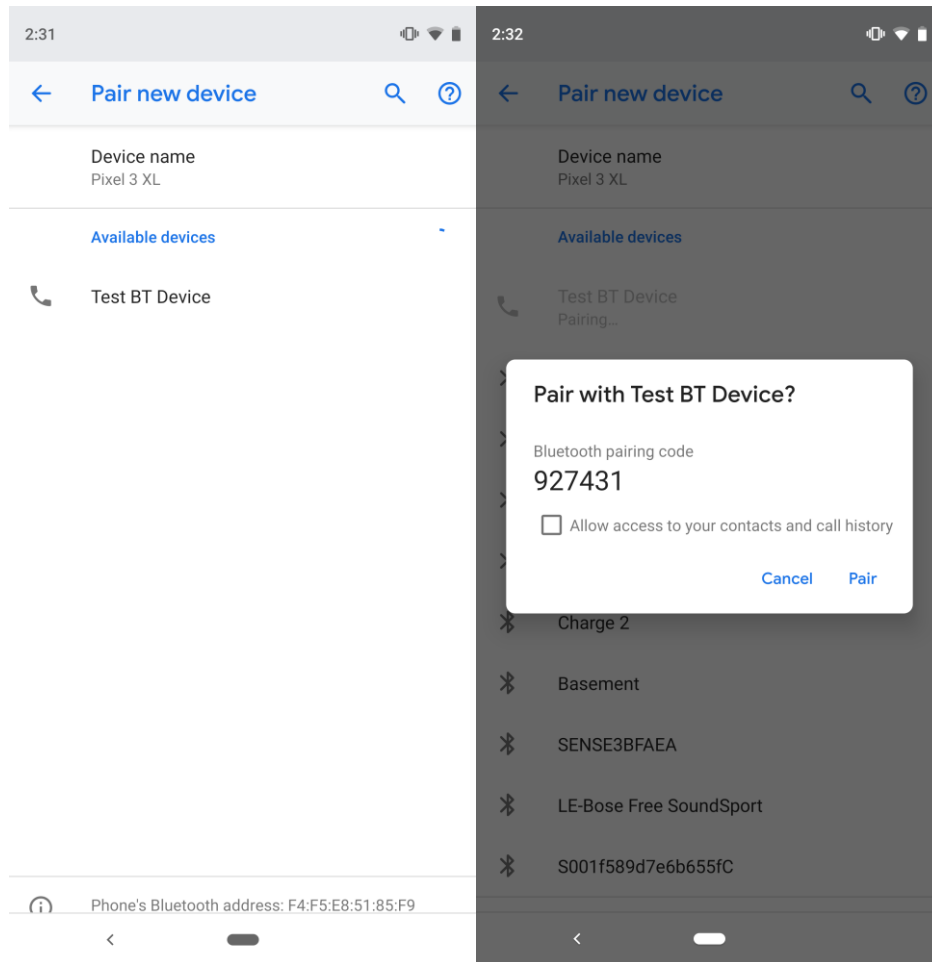 2:31
Pair new device
Device name
Pixel 3 XL
Available devices
Test BT Device
Phone's Bluetooth address: F4:F5:E8:51:85:F9
2:32
Pair new device
Device name
Pixel 3 XL
Available devices
Test BT Device
Pairing...
Pair with Test BT Device?
Bluetooth pairing code
927431
Allow access to your contacts and call history
Cancel Pair
Charge 2
Basement
SENSE3BFAEA
LE-Bose Free SoundSport
S001f589d7e6b655fC